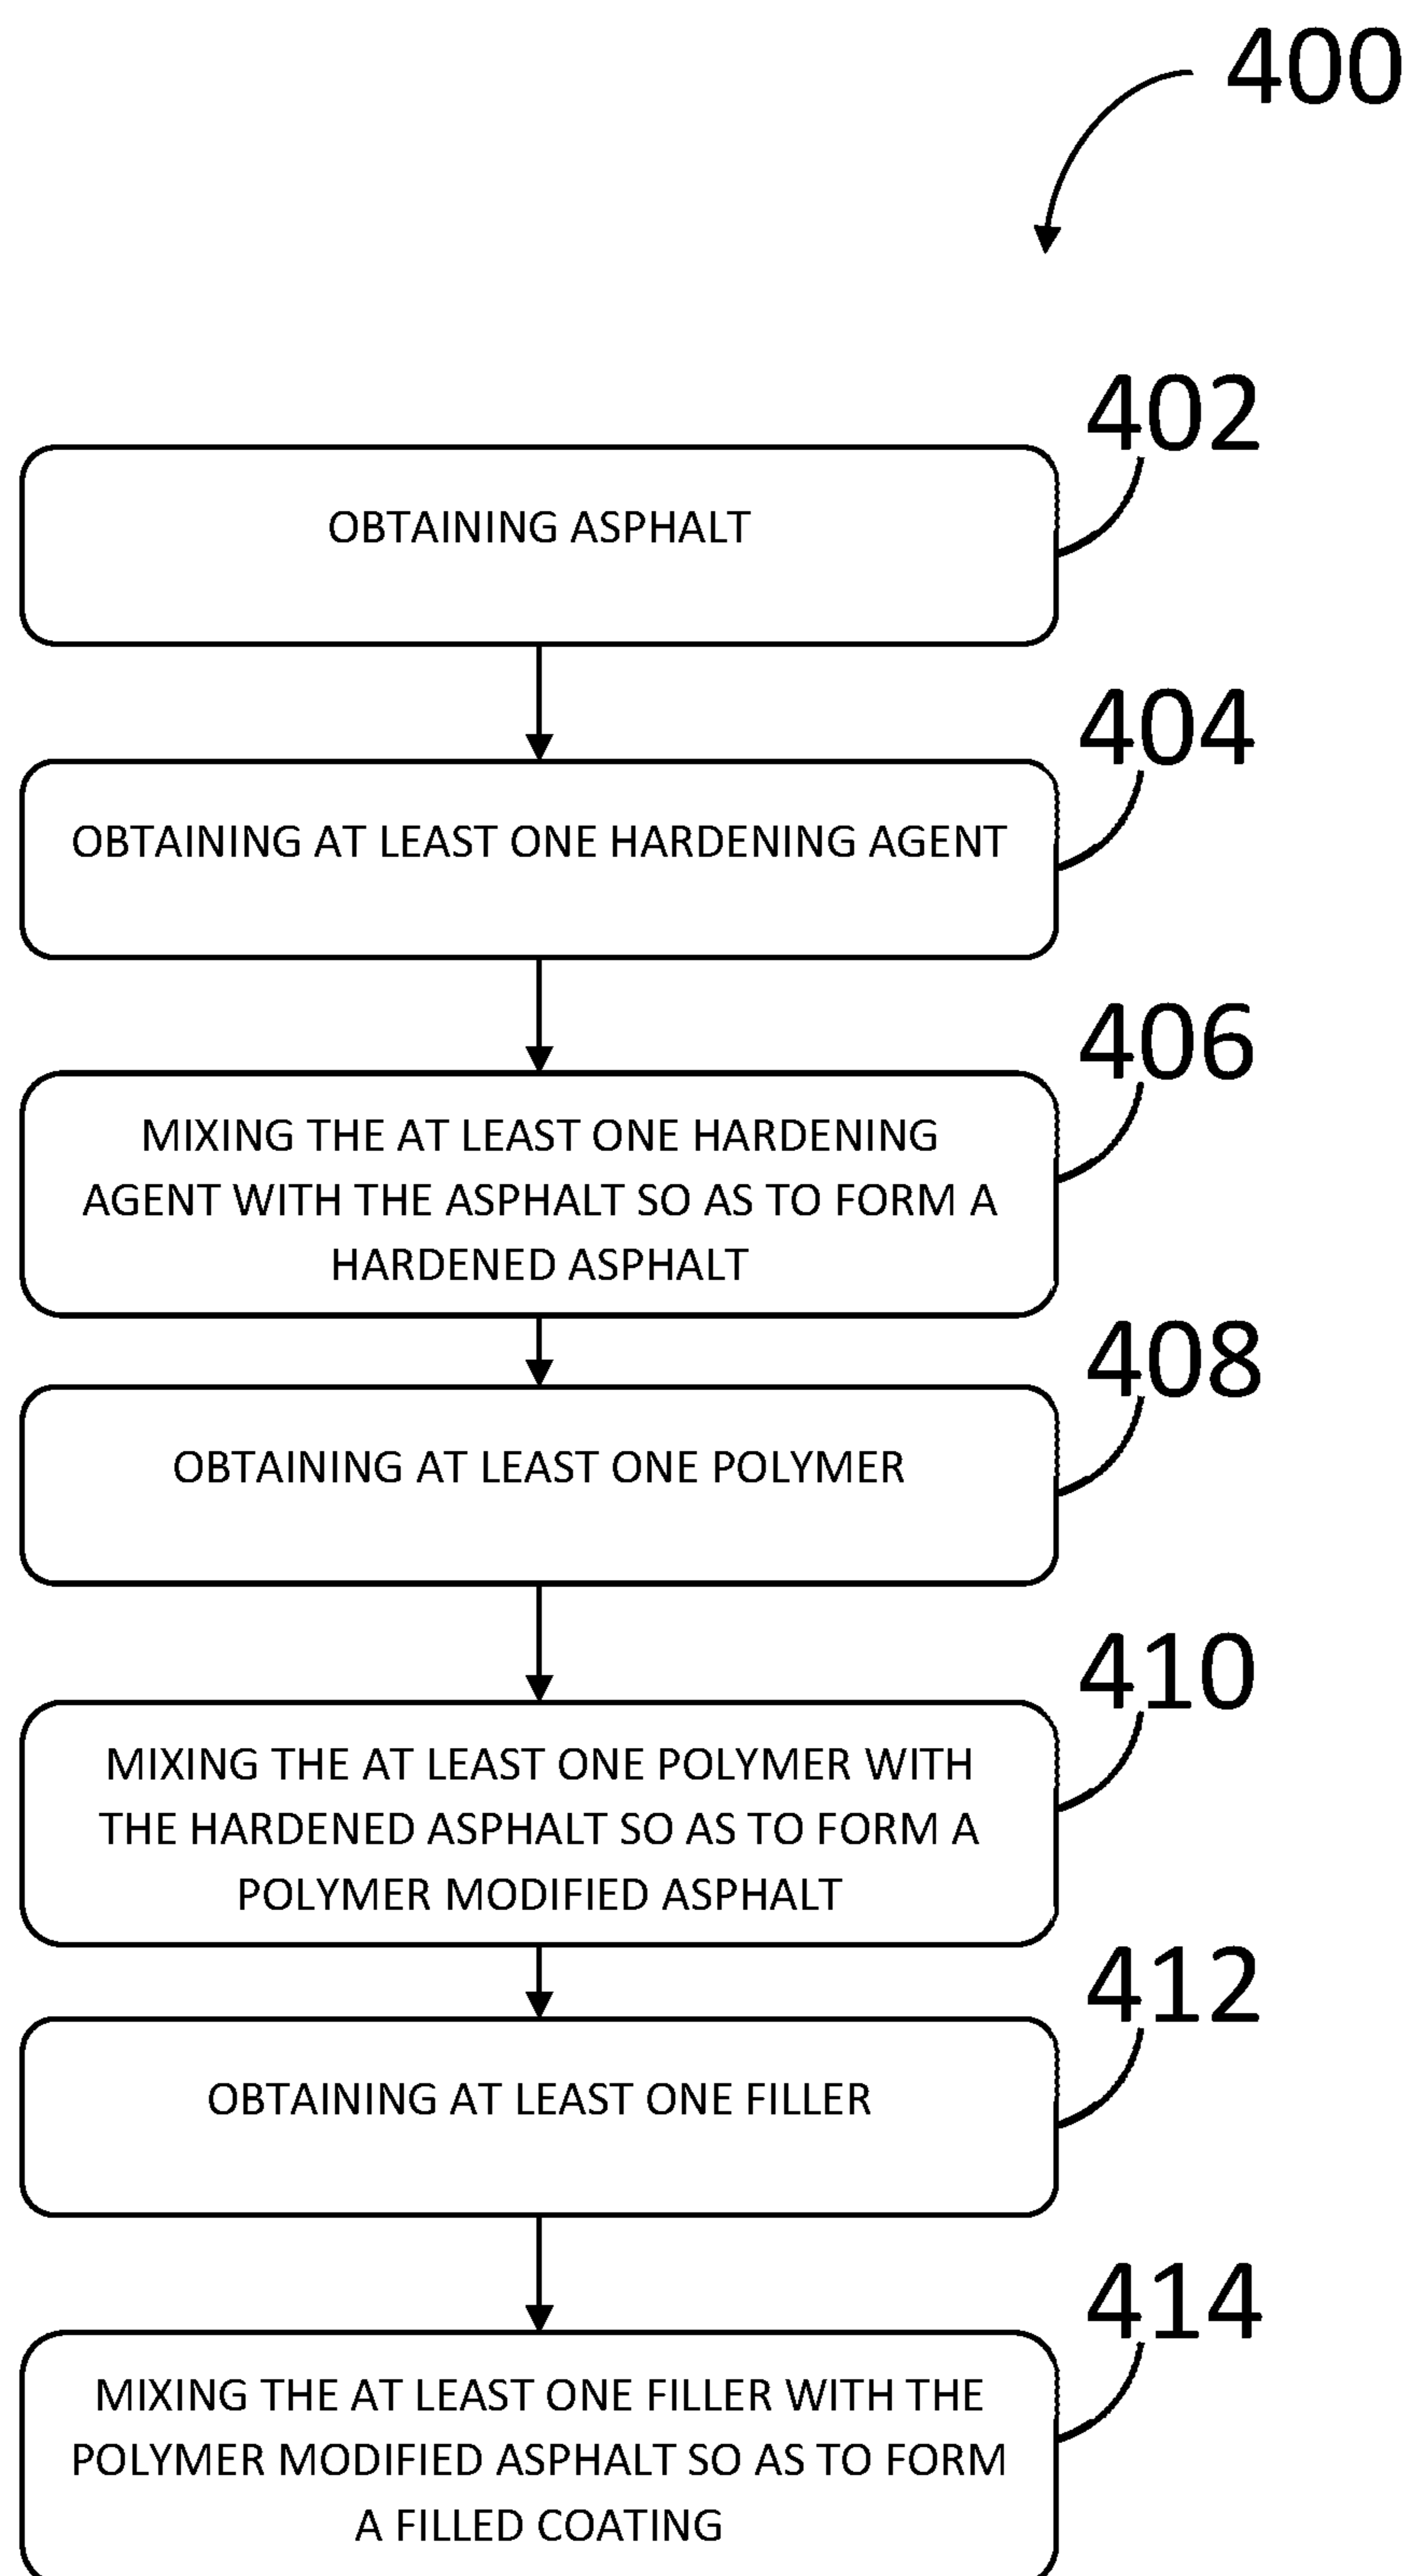 400
402
OBTAINING ASPHALT
404
OBTAINING AT LEAST ONE HARDENING AGENT
406
MIXING THE AT LEAST ONE HARDENING
AGENT WITH THE ASPHALT SO AS TO FORM A
HARDENED ASPHALT
408
OBTAINING AT LEAST ONE POLYMER
410
MIXING THE AT LEAST ONE POLYMER WITH
THE HARDENED ASPHALT SO AS TO FORM A
POLYMER MODIFIED ASPHALT
412
OBTAINING AT LEAST ONE FILLER
414
MIXING THE AT LEAST ONE FILLER WITH THE
POLYMER MODIFIED ASPHALT SO AS TO FORM
A FILLED COATING